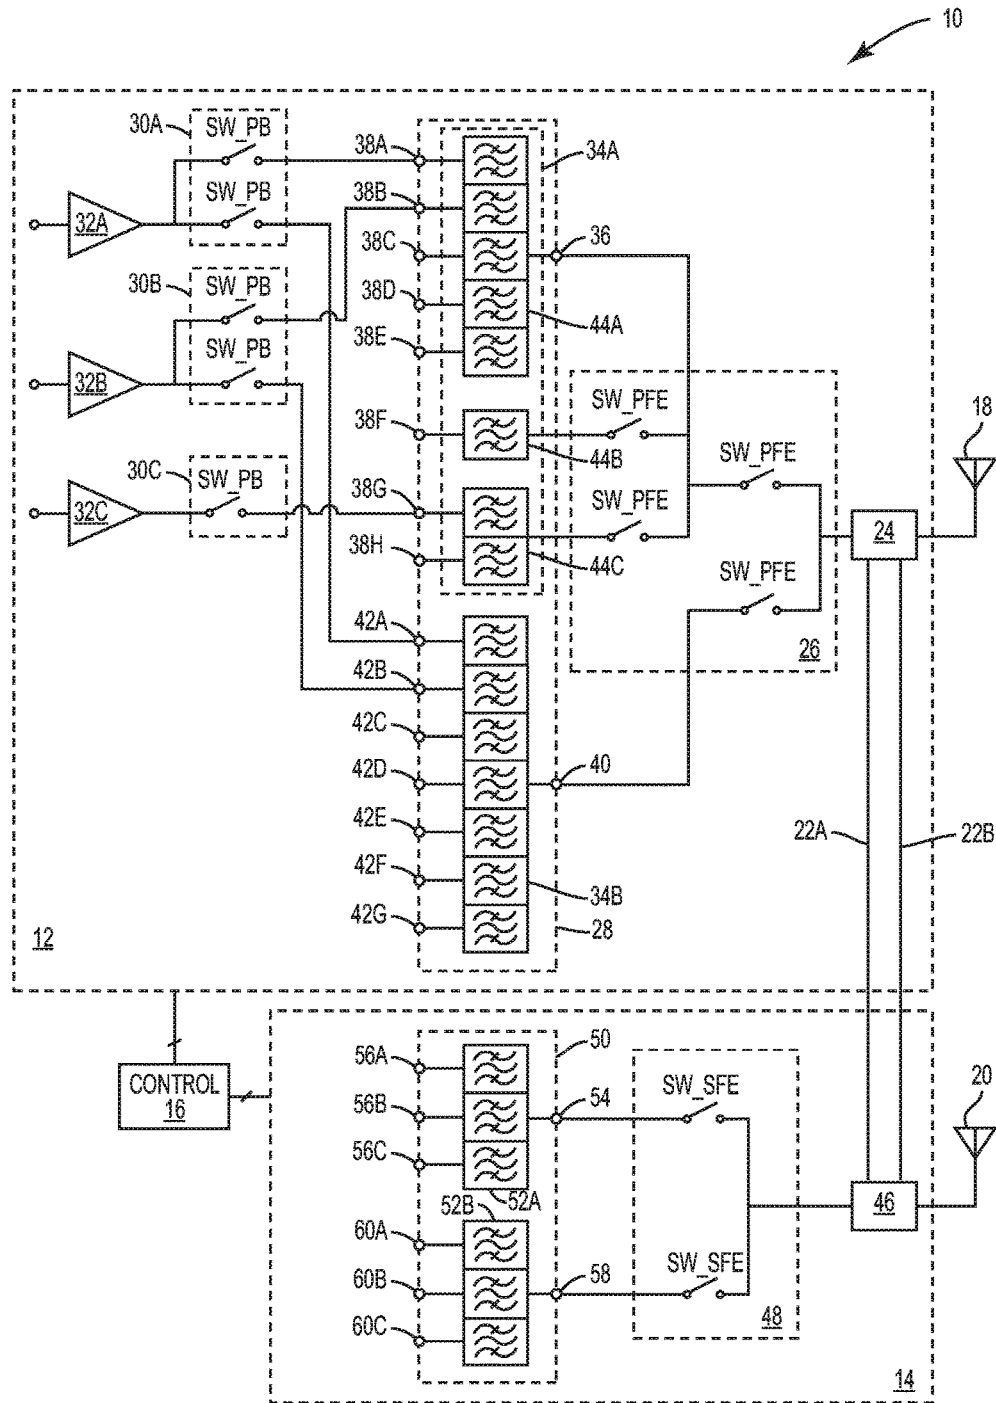 10
30A
SW_PB
SW_PB
32A
30B
SW_PB
SW_PB
32B
30C
SW_PB
32C
38A
38B
38C
38D
38E
38F
38G
38H
34A
36
44A
44B
44C
SW_PFE
SW_PFE
SW_PFE
SW_PFE
26
18
24
42A
42B
42C
42D
42E
42F
42G
40
34B
28
22A
22B
12
CONTROL
16
56A
56B
56C
50
54
52A
52B
60A
60B
60C
58
SW_SFE
SW_SFE
48
20
46
14